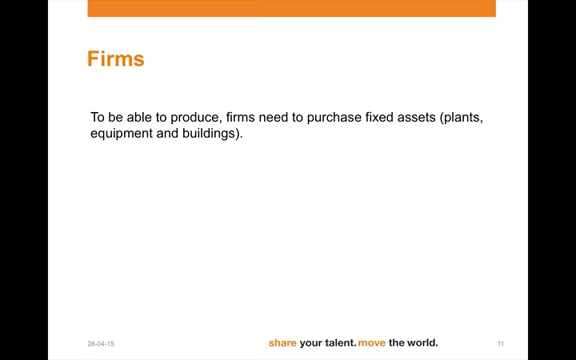 Firms
To be able to produce, firms need to purchase fixed assets (plants,
equipment and buildings).
28-04-15
share your talent. move the world.
11